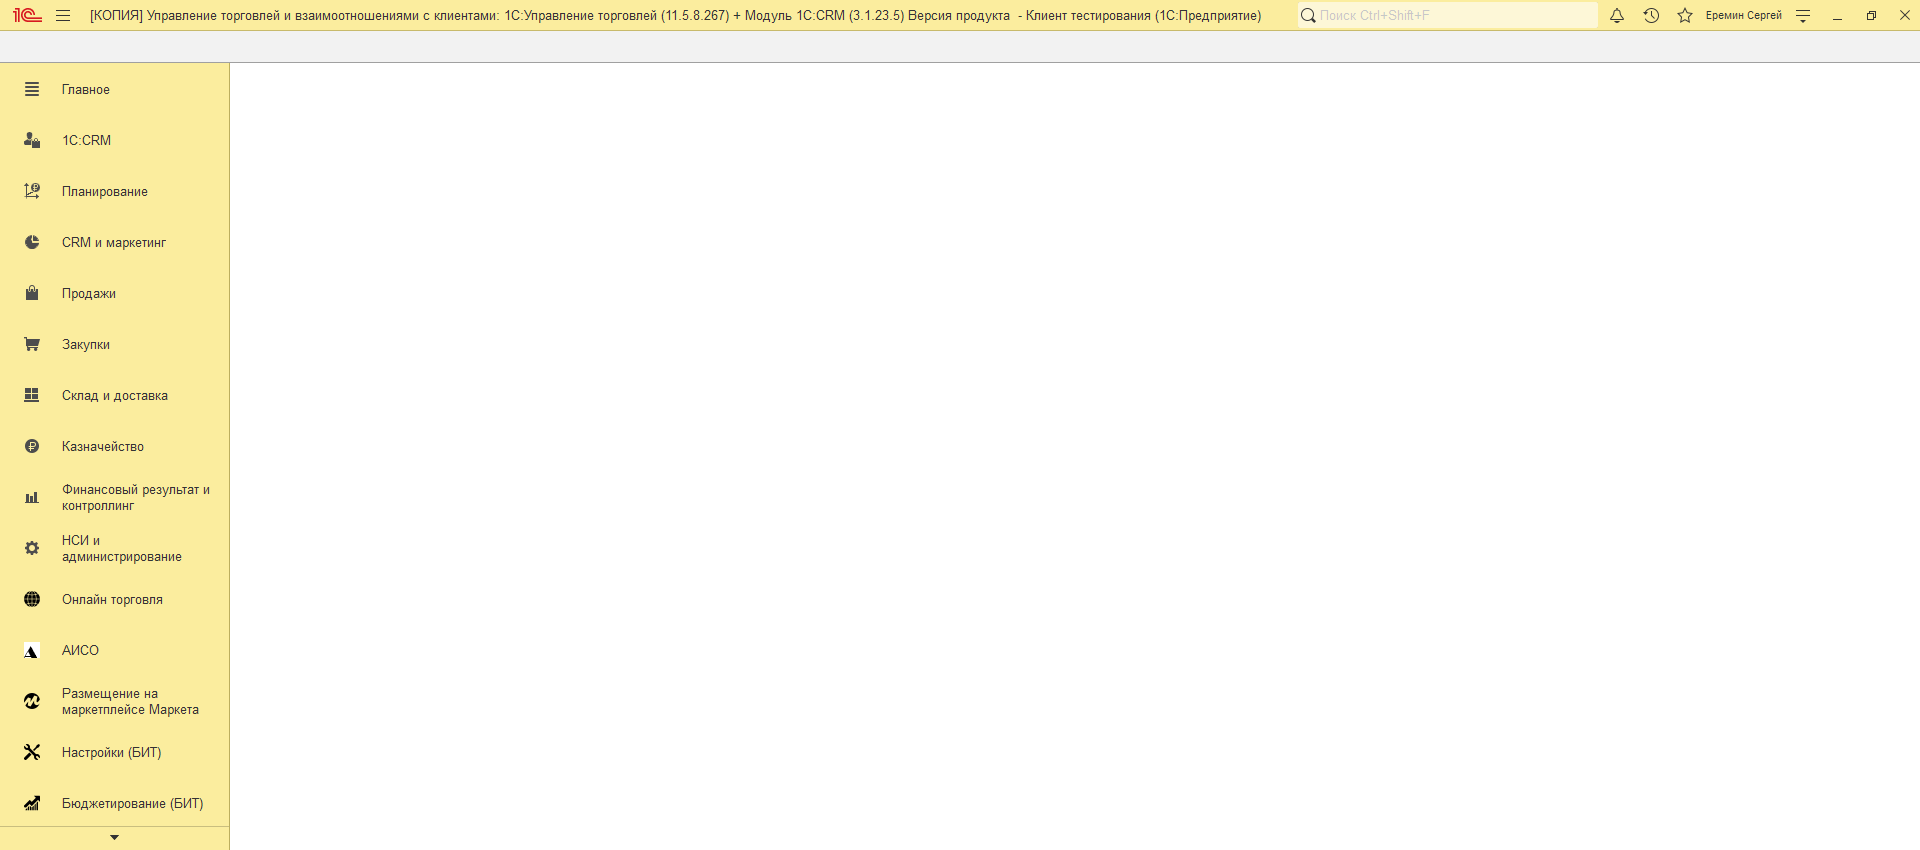 1С [КОПИЯ] Управление торговлей и взаимоотношениями с клиентами: 1С:Управление торговлей (11.5.8.267) + Модуль 1С:CRM (3.1.23.5) Версия продукта - Клиент тестирования (1С:Предприятие) Поиск Ctrl+Shift+F Еремин Сергей
Главное
1С:CRM
Планирование
CRM и маркетинг
Продажи
Закупки
Склад и доставка
Казначейство
Финансовый результат и
контроллинг
НСИ и
администрирование
Онлайн торговля
АИСО
Размещение на
маркетплейсе Маркета
Настройки (БИТ)
Бюджетирование (БИТ)